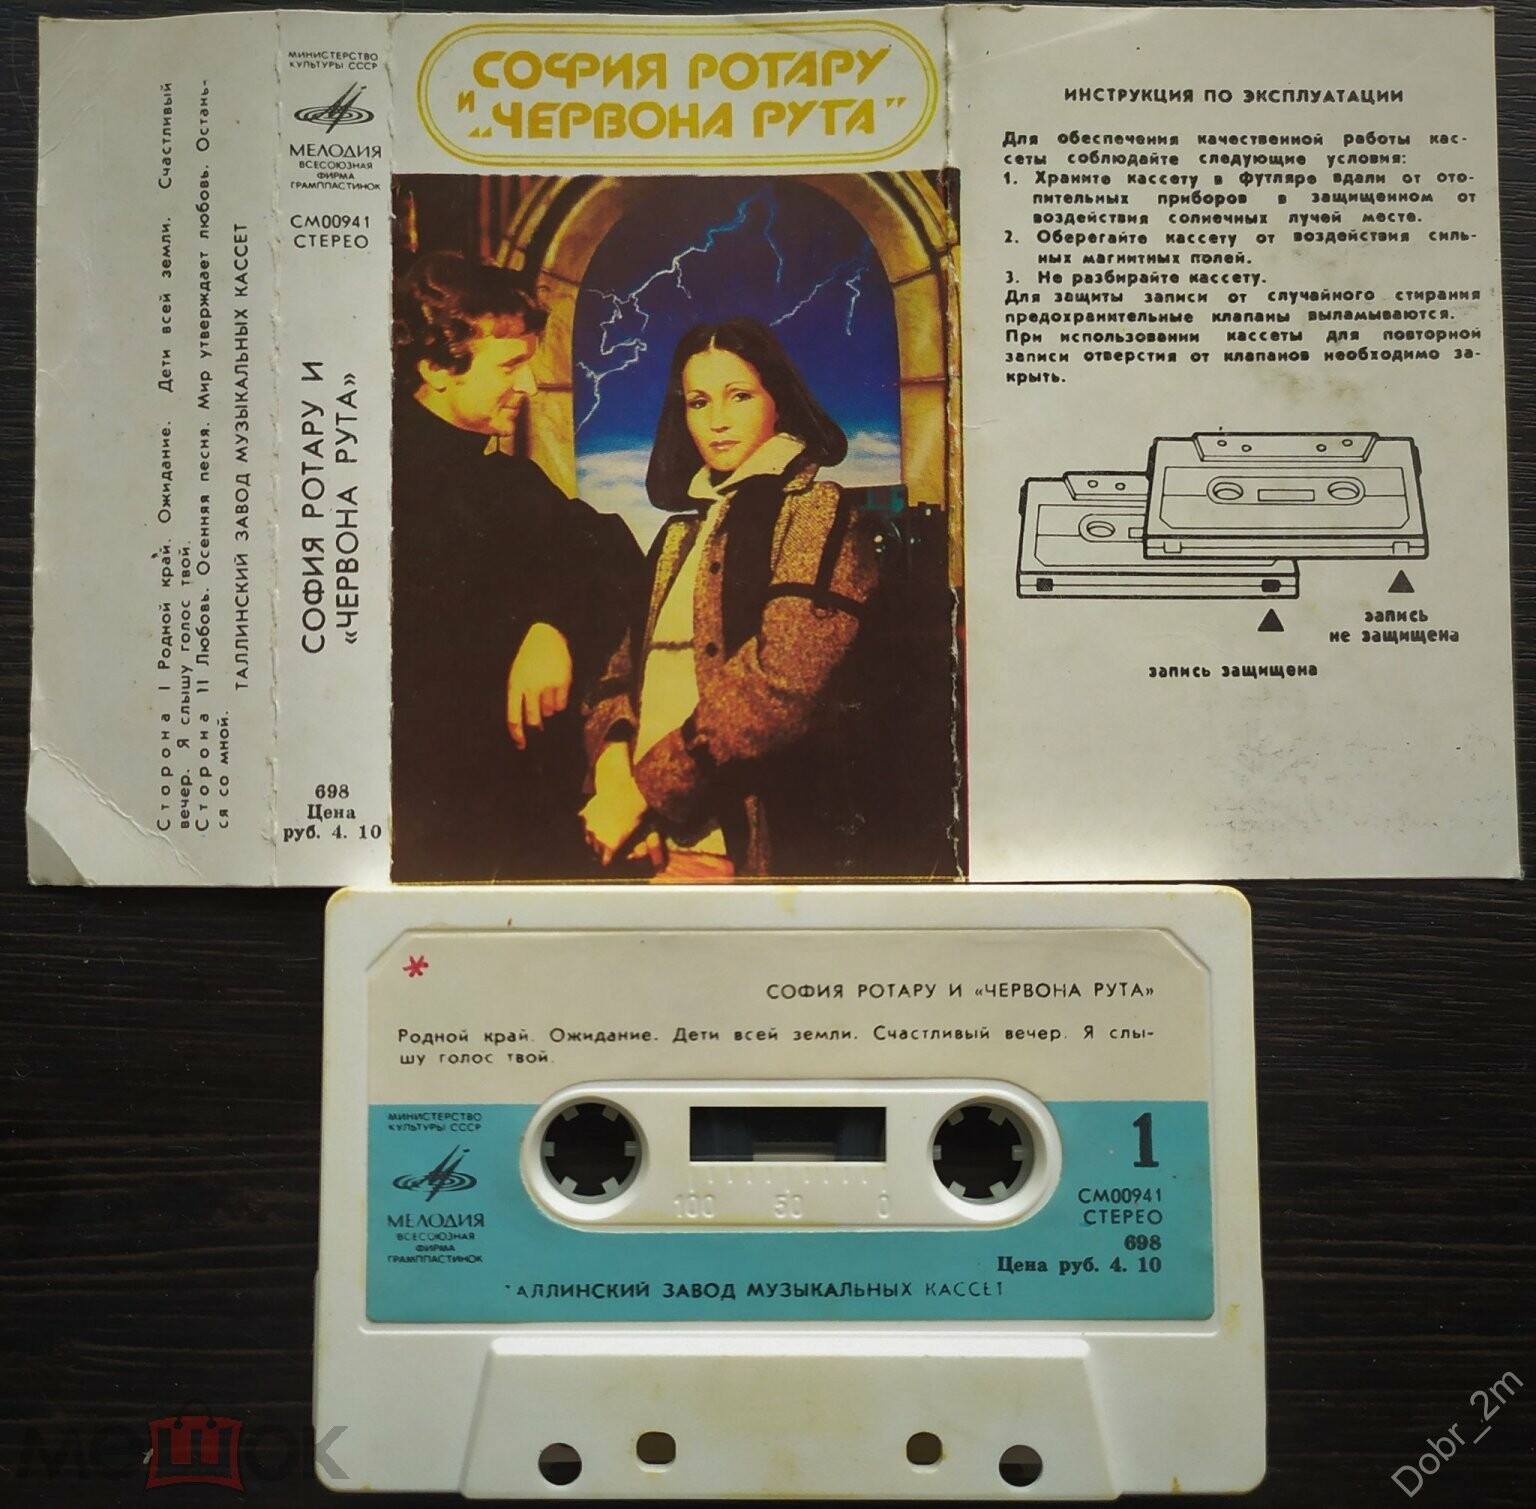 Сторона I Родной край. Ожидание. Дети всей земли. Счастливый
вечер. Я слышу голос твой.
Сторона II Любовь. Осенняя песня. Мир утверждает любовь. Остань-
ся со мной.
ТАЛЛИНСКИЙ ЗАВОД МУЗЫКАЛЬНЫХ КАССЕТ
МИНИСТЕРСТВО
КУЛЬТУРЫ СССР
МЕЛОДИЯ
ВСЕСОЮЗНАЯ
ФИРМА
ГРАМПЛАСТИНОК
СМ00941
СТЕРЕО
СОФИЯ РОТАРУ И
«ЧЕРВОНА РУТА»
698
Цена
руб. 4. 10
СОФИЯ РОТАРУ
и „ЧЕРВОНА РУТА"
ИНСТРУКЦИЯ ПО ЭКСПЛУАТАЦИИ
Для обеспечения качественной работы кас-
сеты соблюдайте следующие условия:
1. Храните кассету в футляре вдали от ото-
пительных приборов в защищенном от
воздействия солнечных лучей месте.
2. Оберегайте кассету от воздействия силь-
ных магнитных полей.
3. Не разбирайте кассету.
Для защиты записи от случайного стирания
предохранительные клапаны выламываются.
При использовании кассеты для повторной
записи отверстия от клапанов необходимо за-
крыть.
запись
не защищена
запись защищена
СОФИЯ РОТАРУ И «ЧЕРВОНА РУТА»
Родной край. Ожидание. Дети всей земли. Счастливый вечер. Я слы-
шу голос твой.
МИНИСТЕРСТВО
КУЛЬТУРЫ СССР
МЕЛОДИЯ
ВСЕСОЮЗНАЯ
ФИРМА
ГРАМПЛАСТИНОК
100 50 0
1
СМ00941
СТЕРЕО
698
Цена руб. 4. 10
ТАЛЛИНСКИЙ ЗАВОД МУЗЫКАЛЬНЫХ КАССЕТ
мешок
Dobr_2m